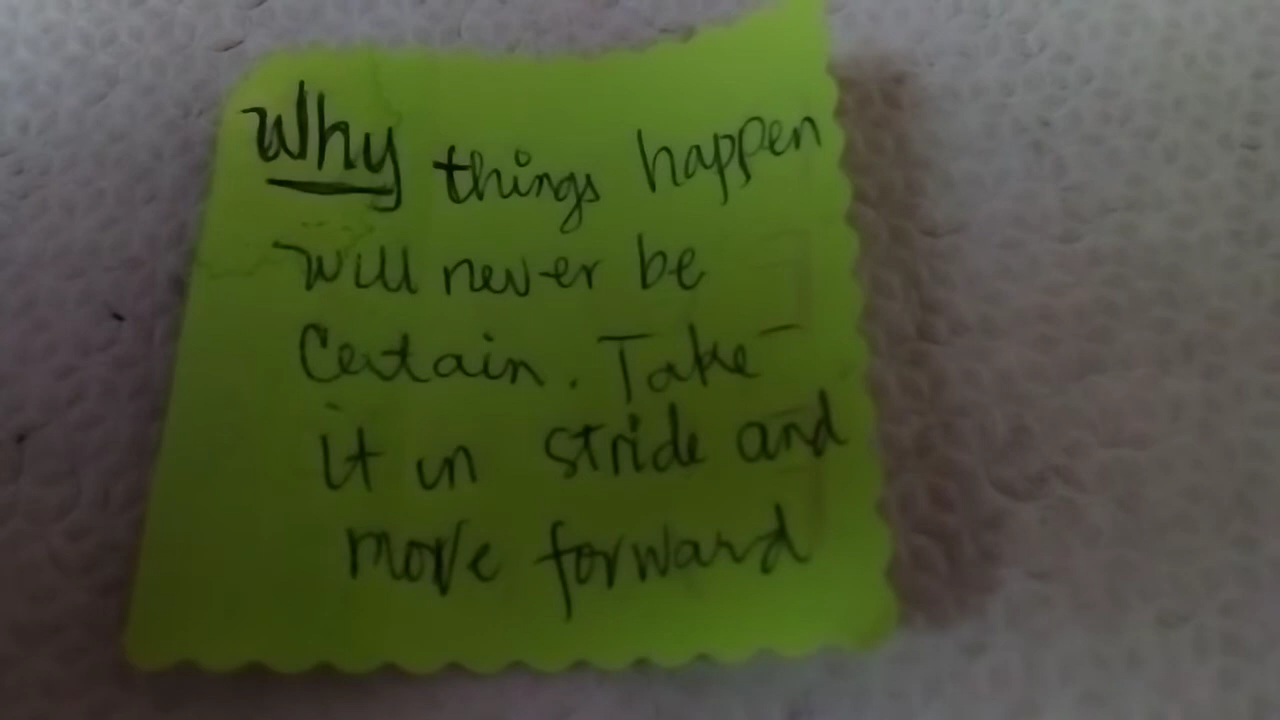 Why things happen
will never be
Certain. Take
it in stride and
move forward